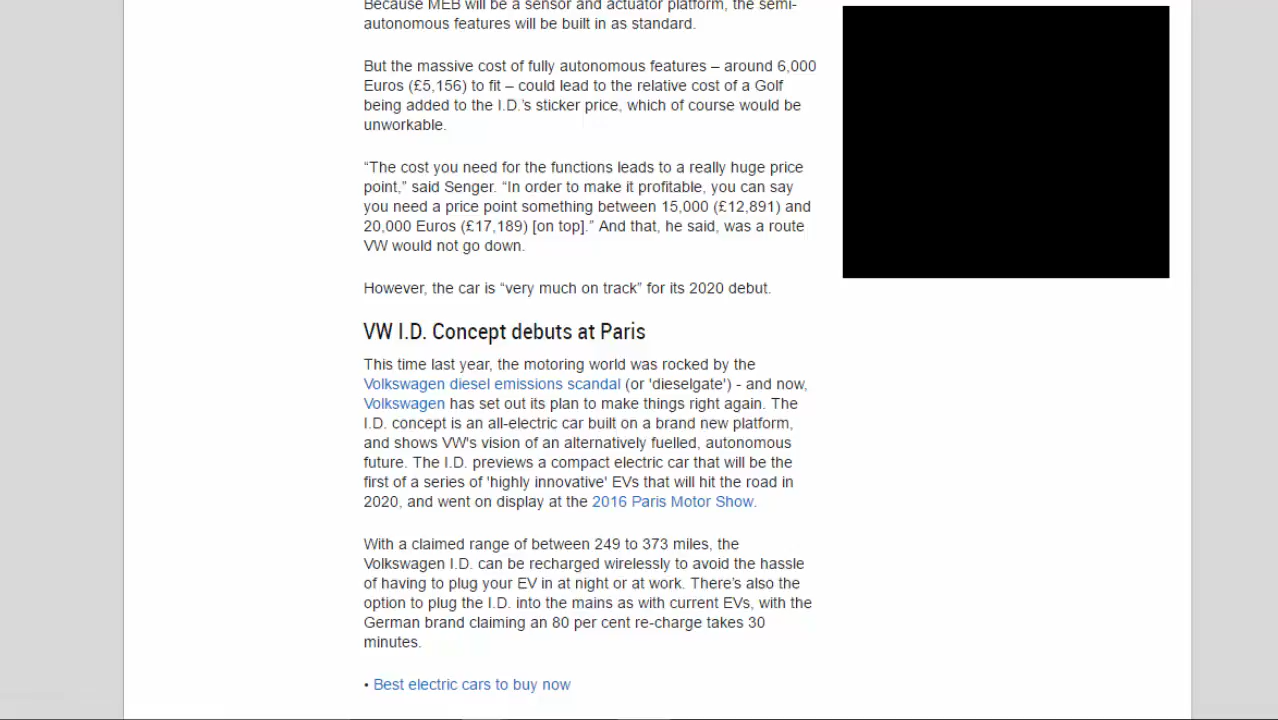 Because MEB will be a sensor and actuator platform, the semi-
autonomous features will be built in as standard.
But the massive cost of fully autonomous features – around 6,000
Euros (£5,156) to fit – could lead to the relative cost of a Golf
being added to the I.D.'s sticker price, which of course would be
unworkable.
“The cost you need for the functions leads to a really huge price
point,” said Senger. “In order to make it profitable, you can say
you need a price point something between 15,000 (£12,891) and
20,000 Euros (£17,189) [on top].” And that, he said, was a route
VW would not go down.
However, the car is “very much on track” for its 2020 debut.
VW I.D. Concept debuts at Paris
This time last year, the motoring world was rocked by the
Volkswagen diesel emissions scandal (or 'dieselgate') - and now,
Volkswagen has set out its plan to make things right again. The
I.D. concept is an all-electric car built on a brand new platform,
and shows VW's vision of an alternatively fuelled, autonomous
future. The I.D. previews a compact electric car that will be the
first of a series of 'highly innovative' EVs that will hit the road in
2020, and went on display at the 2016 Paris Motor Show.
With a claimed range of between 249 to 373 miles, the
Volkswagen I.D. can be recharged wirelessly to avoid the hassle
of having to plug your EV in at night or at work. There's also the
option to plug the I.D. into the mains as with current EVs, with the
German brand claiming an 80 per cent re-charge takes 30
minutes.
• Best electric cars to buy now